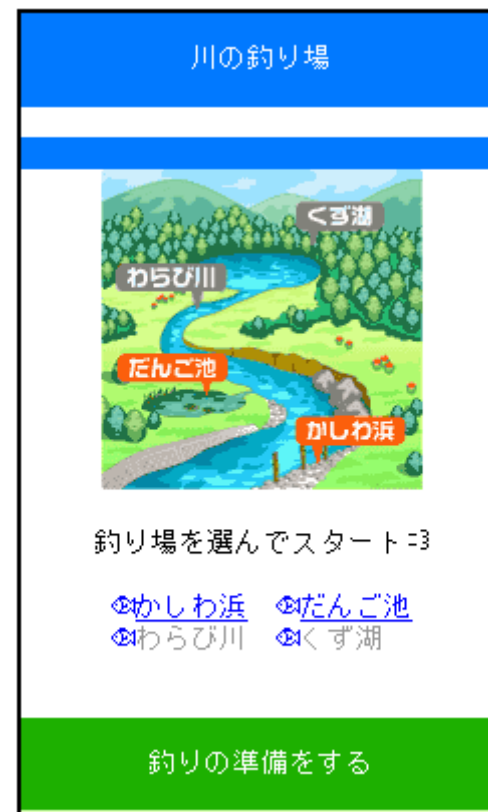 川の釣り場
くず湖
わらび川
だんご池
かしわ浜
釣り場を選んでスタート
かしわ浜 だんご池
わらび川 くず湖
釣りの準備をする